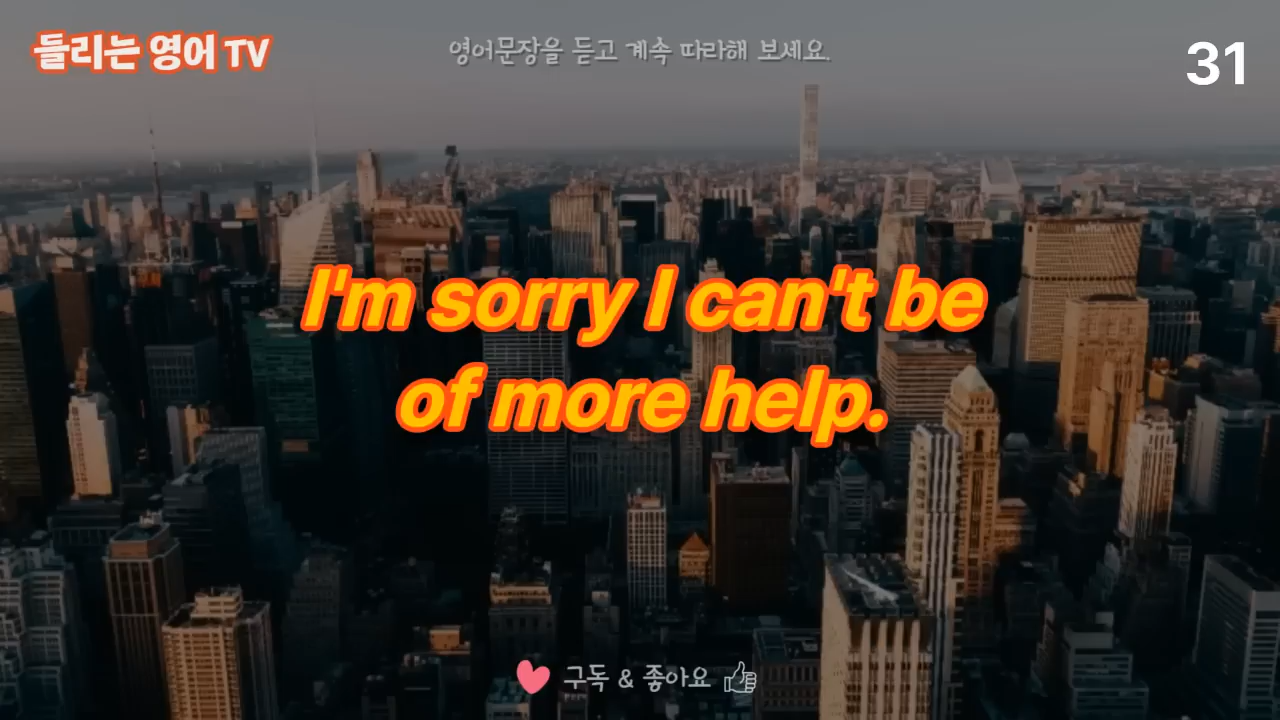 들리는 영어 TV
영어문장을 듣고 계속 따라해 보세요.
31
I'm sorry I can't be
of more help.
구독 & 좋아요